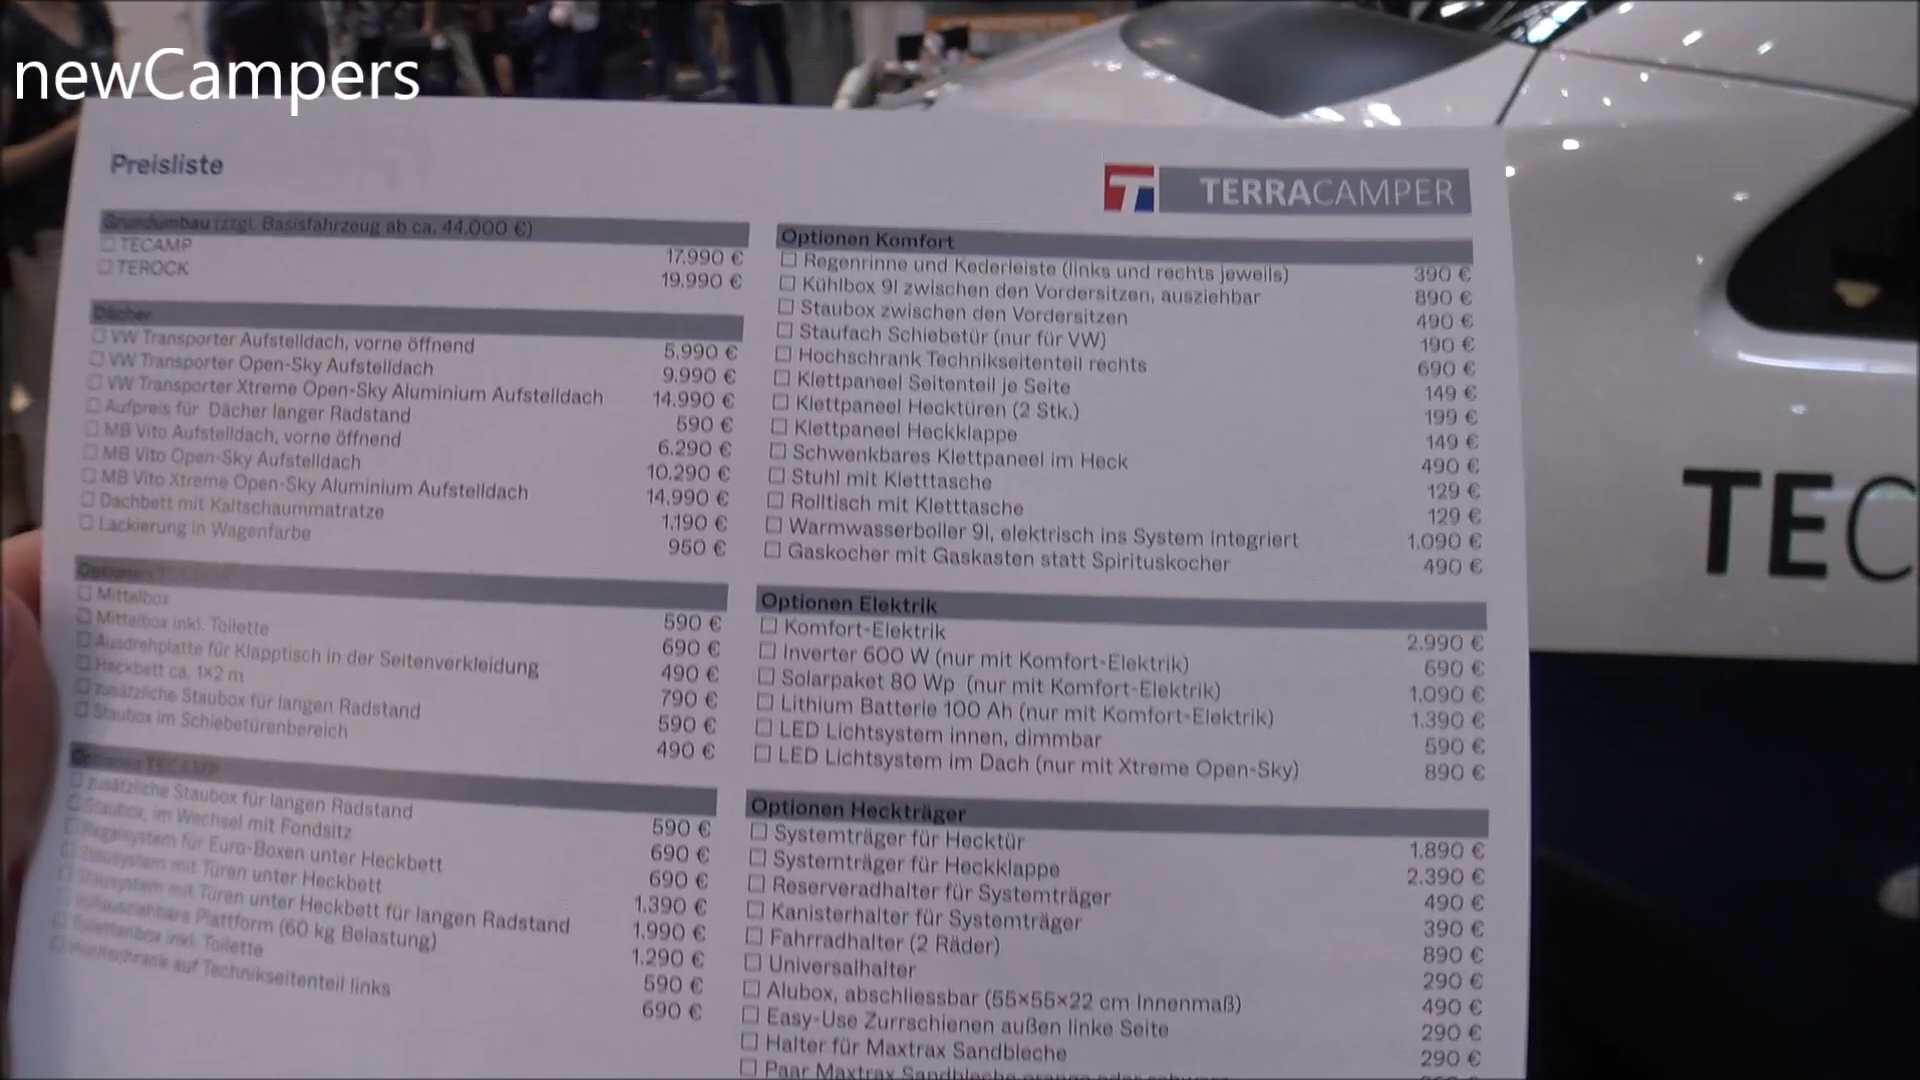 newCampers
Preisliste
TERRACAMPER
Grundumbau (zzgl. Basisfahrzeug ab ca. 44.000 €)
TECAMP 17.990 €
TEROCK 19.990 €
Dächer
VW Transporter Aufstelldach, vorne öffnend 5.990 €
VW Transporter Open-Sky Aufstelldach 9.990 €
VW Transporter Xtreme Open-Sky Aluminium Aufstelldach 14.990 €
Aufpreis für Dächer langer Radstand 590 €
MB Vito Aufstelldach, vorne öffnend 6.290 €
MB Vito Open-Sky Aufstelldach 10.290 €
MB Vito Xtreme Open-Sky Aluminium Aufstelldach 14.990 €
Dachbett mit Kaltschaummatratze 1.190 €
Lackierung in Wagenfarbe 950 €
Optionen
Mittelbox 590 €
Mittelbox inkl. Toilette 690 €
Ausdrehplatte für Klapptisch in der Seitenverkleidung 490 €
Heckbett ca. 1×2 m 790 €
zusätzliche Staubox für langen Radstand 590 €
Staubox im Schiebetürenbereich 490 €
Optionen TECAMP
zusätzliche Staubox für langen Radstand 590 €
Staubox, im Wechsel mit Fondsitz 690 €
Regalsystem für Euro-Boxen unter Heckbett 690 €
Stausystem mit Türen unter Heckbett 1.390 €
Stausystem mit Türen unter Heckbett für langen Radstand 1.990 €
Plattform (60 kg Belastung) 1.290 €
Toilettenbox inkl. Toilette 590 €
Hochschrank auf Technikseitenteil links 690 €
Optionen Komfort
Regenrinne und Kederleiste (links und rechts jeweils) 390 €
Kühlbox 9l zwischen den Vordersitzen, ausziehbar 890 €
Staubox zwischen den Vordersitzen 490 €
Staufach Schiebetür (nur für VW) 190 €
Hochschrank Technikseitenteil rechts 690 €
Klettpaneel Seitenteil je Seite 149 €
Klettpaneel Hecktüren (2 Stk.) 199 €
Klettpaneel Heckklappe 149 €
Schwenkbares Klettpaneel im Heck 490 €
Stuhl mit Kletttasche 129 €
Rolltisch mit Kletttasche 129 €
Warmwasserboiler 9l, elektrisch ins System integriert 1.090 €
Gaskocher mit Gaskasten statt Spirituskocher 490 €
Optionen Elektrik
Komfort-Elektrik 2.990 €
Inverter 600 W (nur mit Komfort-Elektrik) 690 €
Solarpaket 80 Wp (nur mit Komfort-Elektrik) 1.090 €
Lithium Batterie 100 Ah (nur mit Komfort-Elektrik) 1.390 €
LED Lichtsystem innen, dimmbar 590 €
LED Lichtsystem im Dach (nur mit Xtreme Open-Sky) 890 €
Optionen Heckträger
Systemträger für Hecktür 1.890 €
Systemträger für Heckklappe 2.390 €
Reserveradhalter für Systemträger 490 €
Kanisterhalter für Systemträger 390 €
Fahrradhalter (2 Räder) 890 €
Universalhalter 290 €
Alubox, abschliessbar (55×55×22 cm Innenmaß) 490 €
Easy-Use Zurrschienen außen linke Seite 290 €
Halter für Maxtrax Sandbleche 290 €
Paar Maxtrax Sandbleche orange oder schwarz
TEC